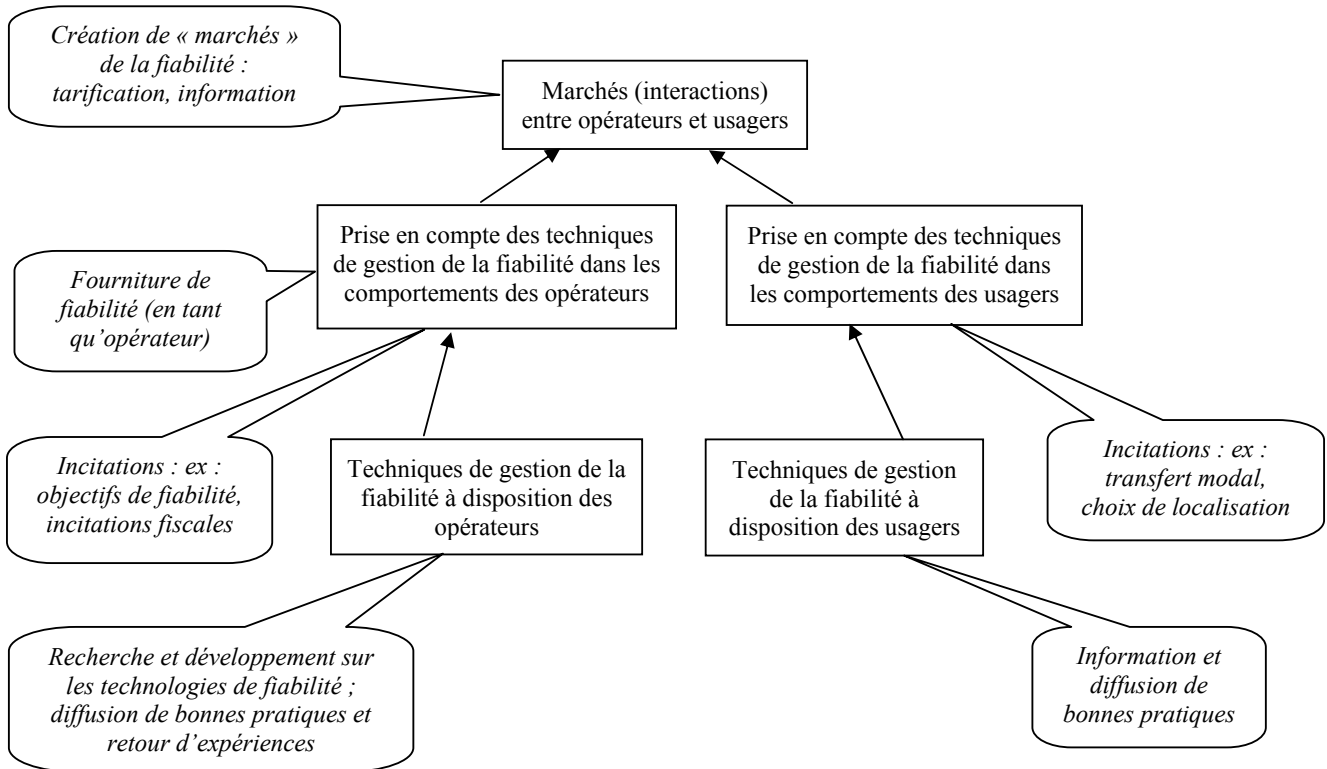 Création de « marchés »
de la fiabilité :
tarification, information
Marchés (interactions)
entre opérateurs et usagers
Prise en compte des techniques
de gestion de la fiabilité dans les
comportements des opérateurs
Prise en compte des techniques
de gestion de la fiabilité dans
les comportements des usagers
Fourniture de
fiabilité (en tant
qu’opérateur)
Incitations : ex :
objectifs de fiabilité,
incitations fiscales
Techniques de gestion de la
fiabilité à disposition des
opérateurs
Techniques de gestion
de la fiabilité à
disposition des usagers
Incitations : ex :
transfert modal,
choix de localisation
Recherche et développement sur
les technologies de fiabilité ;
diffusion de bonnes pratiques et
retour d’expériences
Information et
diffusion de
bonnes pratiques